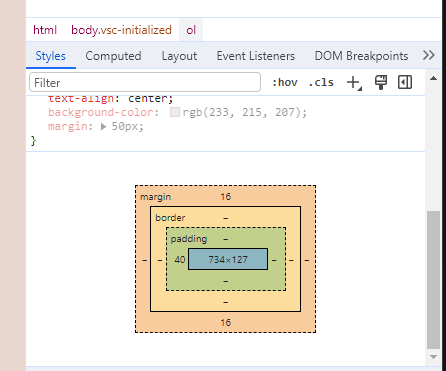 html body.vsc-initialized ol
Styles Computed Layout Event Listeners DOM Breakpoints »
Filter :hov .cls
text-align: center;
background-color: rgb(233, 215, 207);
margin: ▶ 50px;
}
margin 16
border –
padding –
– – 40 734×127 – – –
–
–
16